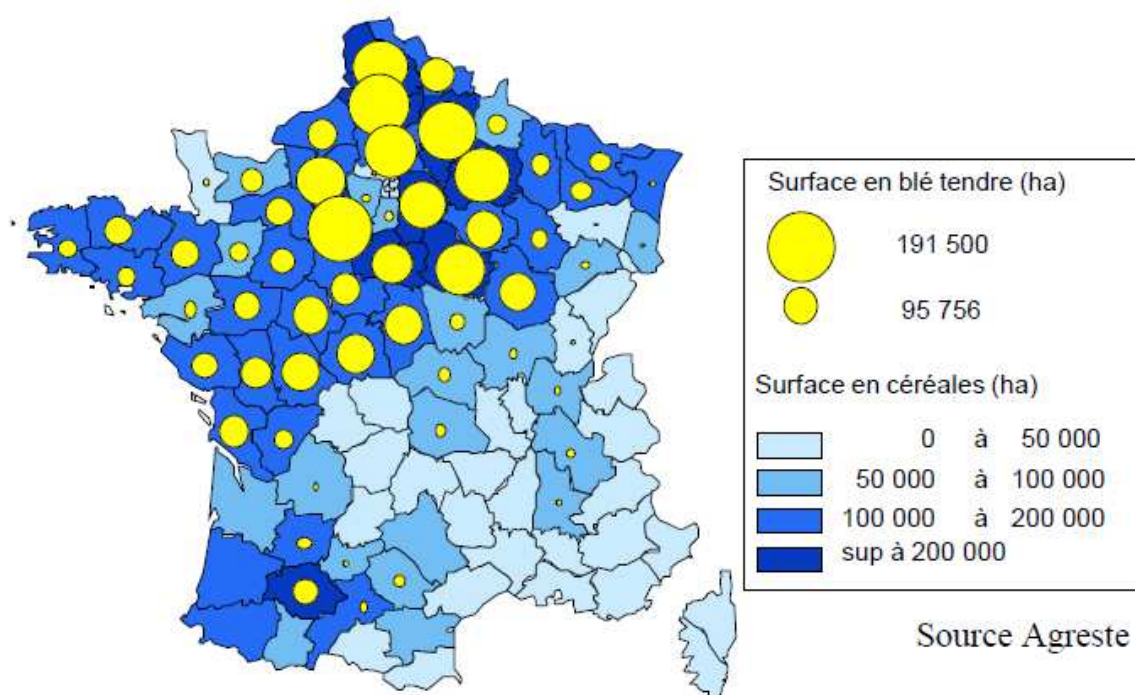 Surface en blé tendre (ha)
191 500
95 756
Surface en céréales (ha)
0 à 50 000
50 000 à 100 000
100 000 à 200 000
sup à 200 000
Source Agreste